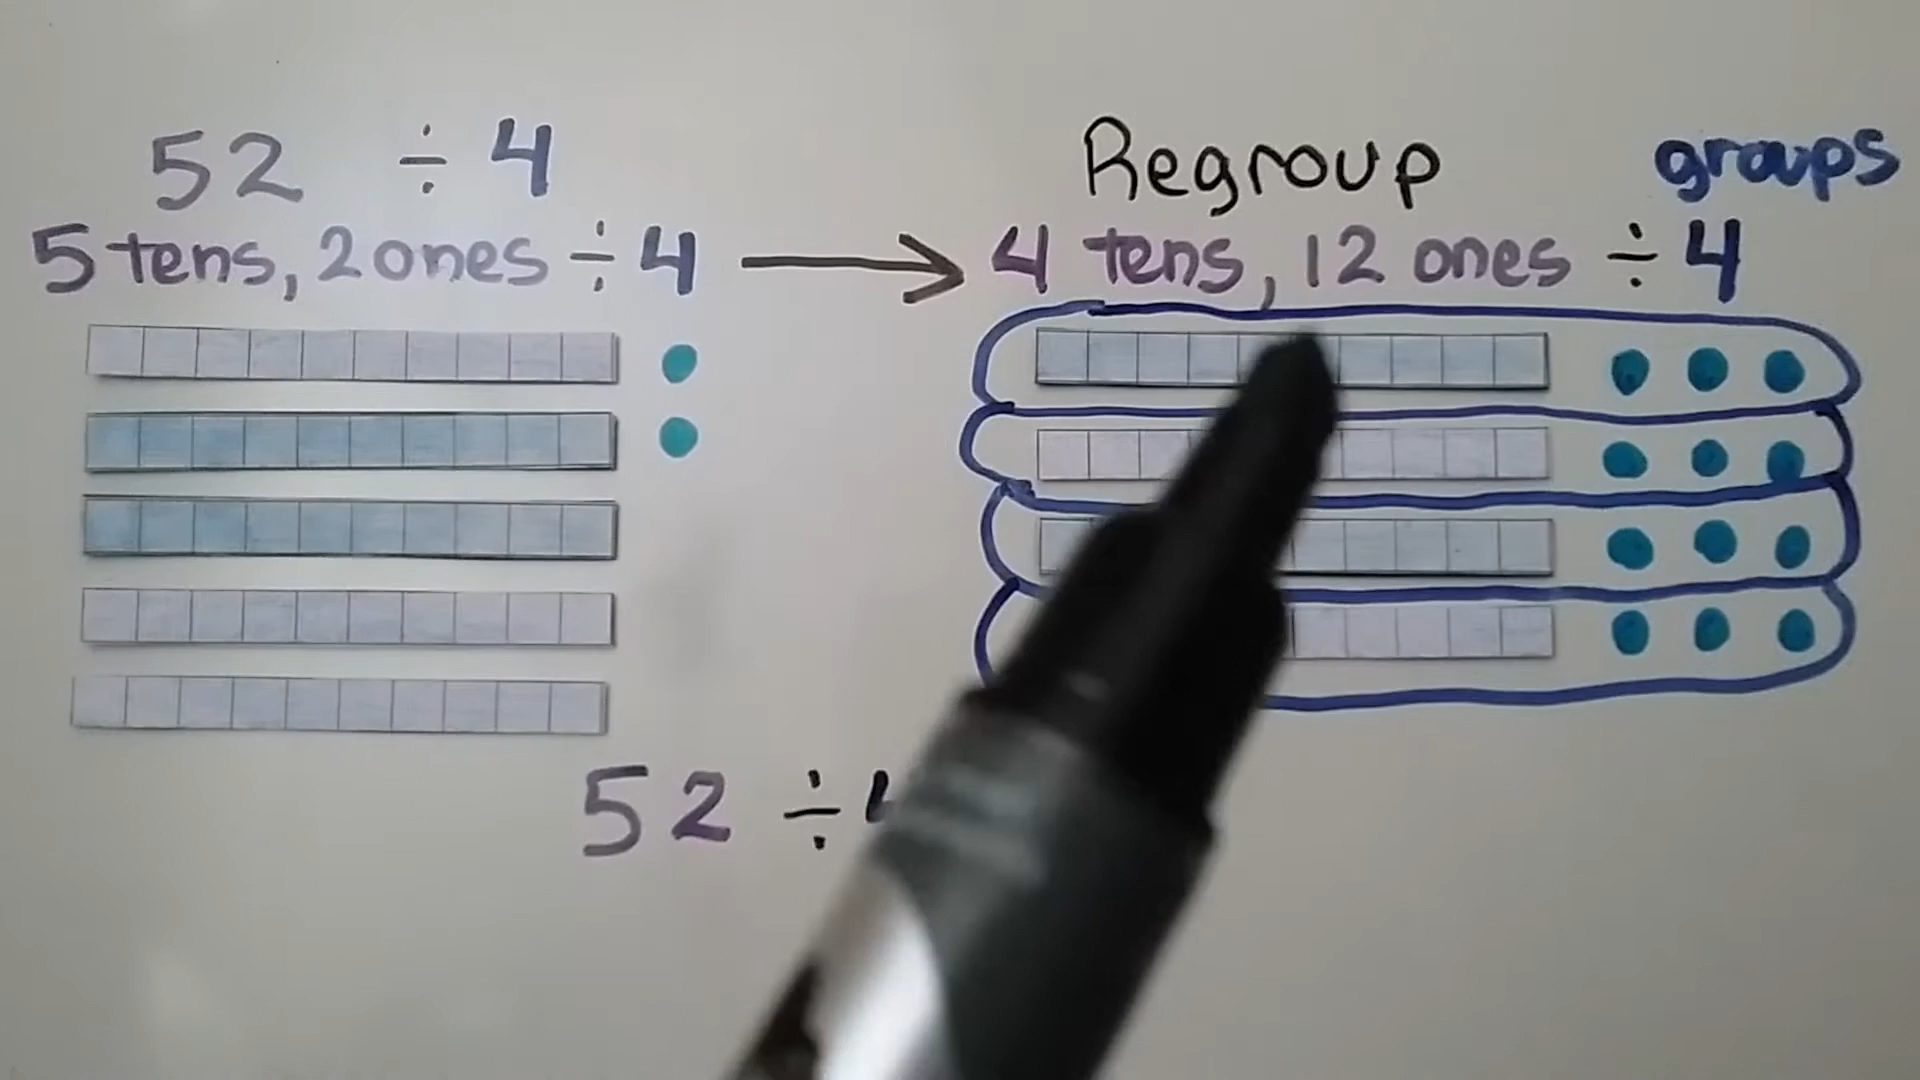 52 ÷ 4
5 tens, 2 ones ÷ 4
Regroup
groups
4 tens, 12 ones ÷ 4
52 ÷